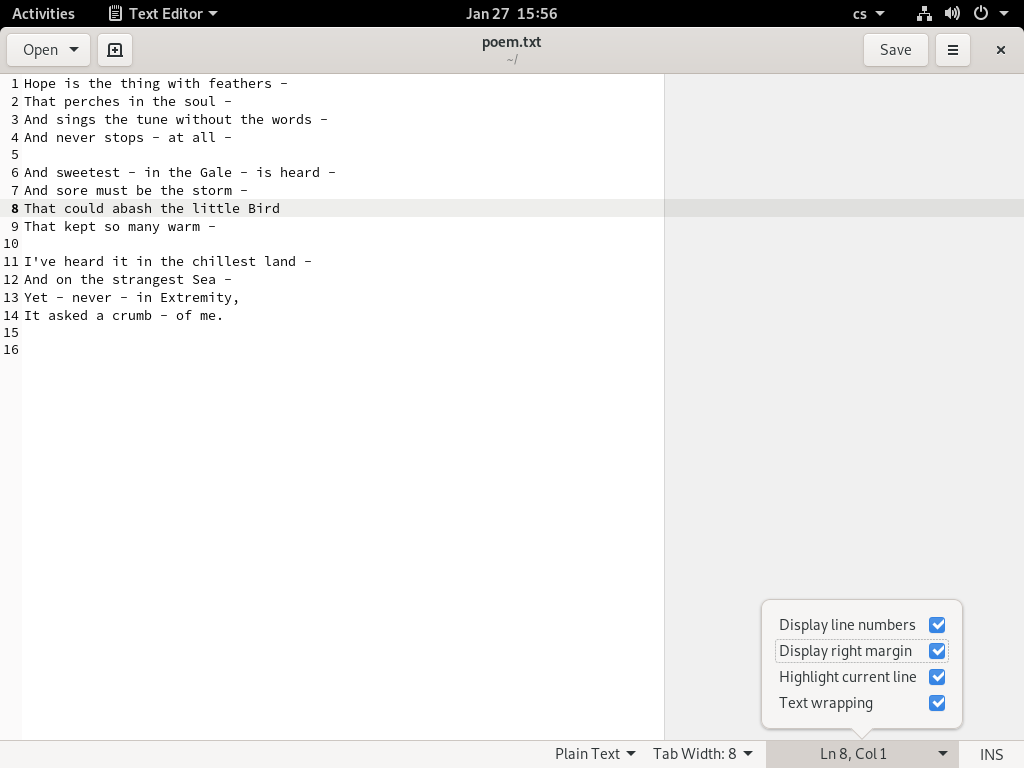 Activities Text Editor Jan 27 15:56 cs
Open poem.txt Save
~/
1 Hope is the thing with feathers –
2 That perches in the soul –
3 And sings the tune without the words –
4 And never stops – at all –
5
6 And sweetest – in the Gale – is heard –
7 And sore must be the storm –
8 That could abash the little Bird
9 That kept so many warm –
10
11 I've heard it in the chillest land –
12 And on the strangest Sea –
13 Yet – never – in Extremity,
14 It asked a crumb – of me.
15
16
Display line numbers
Display right margin
Highlight current line
Text wrapping
Plain Text Tab Width: 8 Ln 8, Col 1 INS